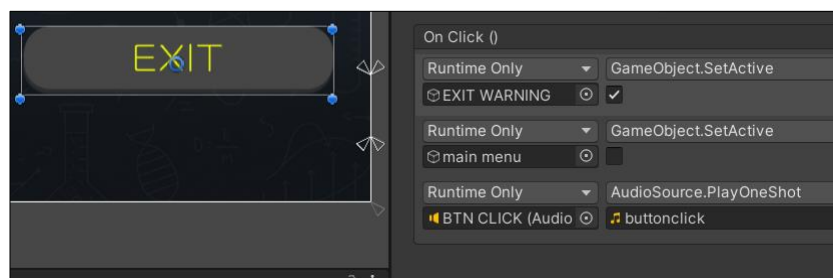 EXIT
On Click ()
Runtime Only GameObject.SetActive
EXIT WARNING
Runtime Only GameObject.SetActive
main menu
Runtime Only AudioSource.PlayOneShot
BTN CLICK (Audio buttonclick